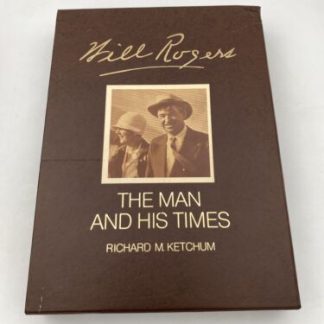 Will Rogers
THE MAN
AND HIS TIMES
RICHARD M. KETCHUM